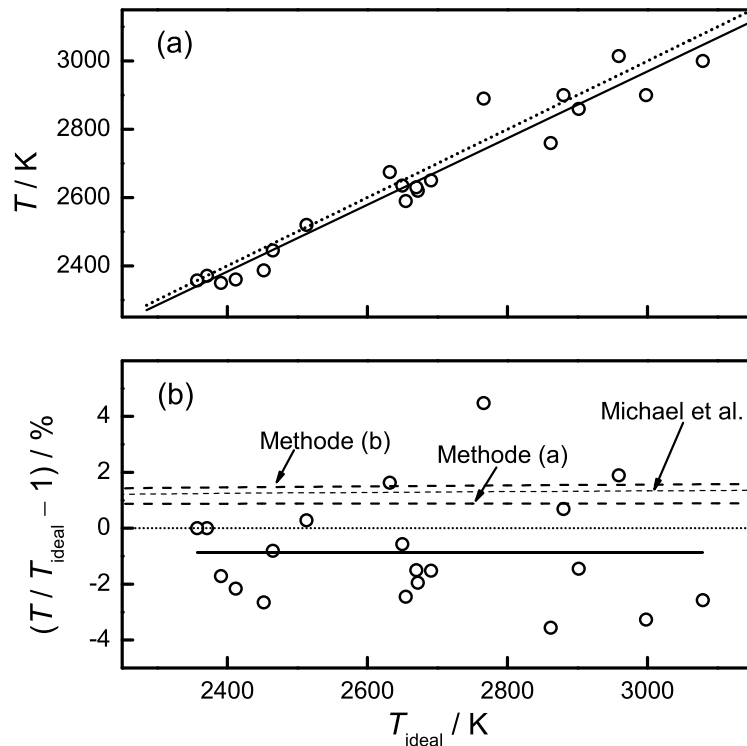 (a)
3000
2800
2600
2400
T / K
(b)
4
2
0
-2
-4
(T / Tideal – 1) / %
Methode (b)
Methode (a)
Michael et al.
2400 2600 2800 3000
Tideal / K